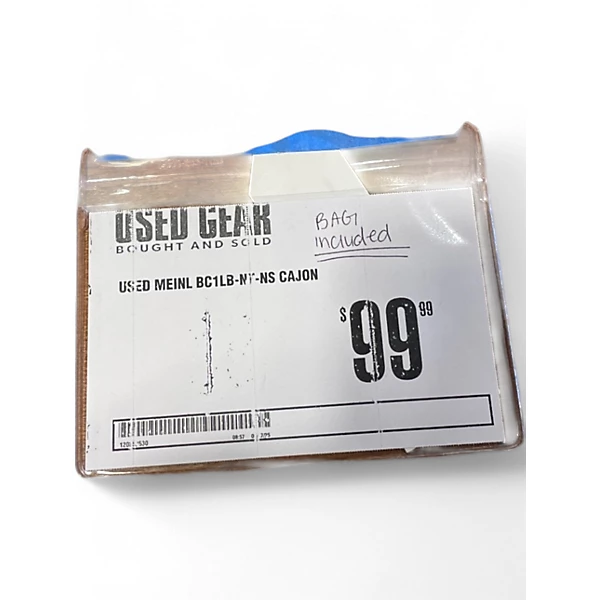 USED GEAR
BOUGHT AND SOLD
BAG
included
USED MEINL BC1LB-NT-NS CAJON
$99.99